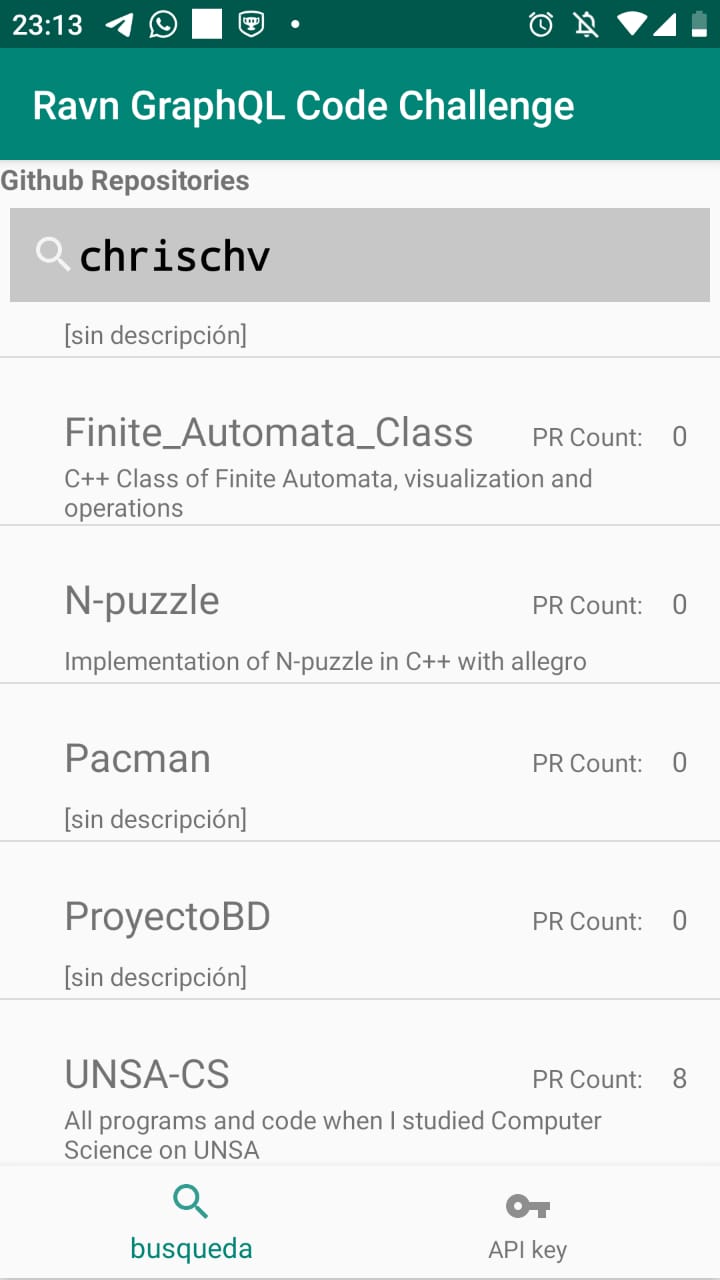 23:13
Ravn GraphQL Code Challenge
Github Repositories
chrischv
[sin descripción]
Finite_Automata_Class PR Count: 0
C++ Class of Finite Automata, visualization and
operations
N-puzzle PR Count: 0
Implementation of N-puzzle in C++ with allegro
Pacman PR Count: 0
[sin descripción]
ProyectoBD PR Count: 0
[sin descripción]
UNSA-CS PR Count: 8
All programs and code when I studied Computer
Science on UNSA
busqueda API key